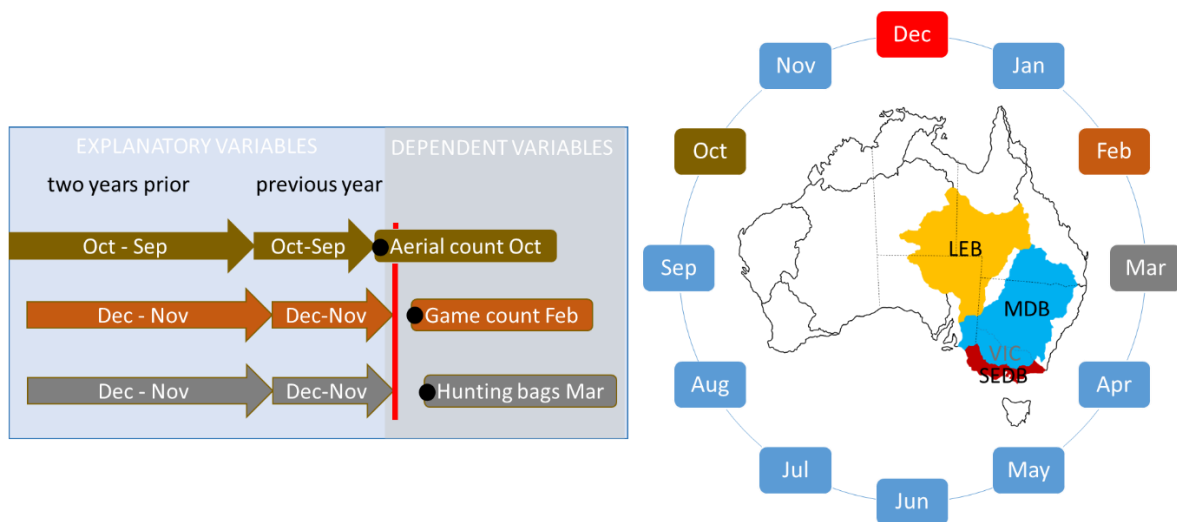 EXPLANATORY VARIABLES
DEPENDENT VARIABLES
two years prior
previous year
Oct - Sep
Oct-Sep
Aerial count Oct
Dec - Nov
Dec-Nov
Game count Feb
Dec - Nov
Dec-Nov
Hunting bags Mar
Dec
Jan
Feb
Mar
Apr
May
Jun
Jul
Aug
Sep
Oct
Nov
LEB
MDB
VIC
SEDB